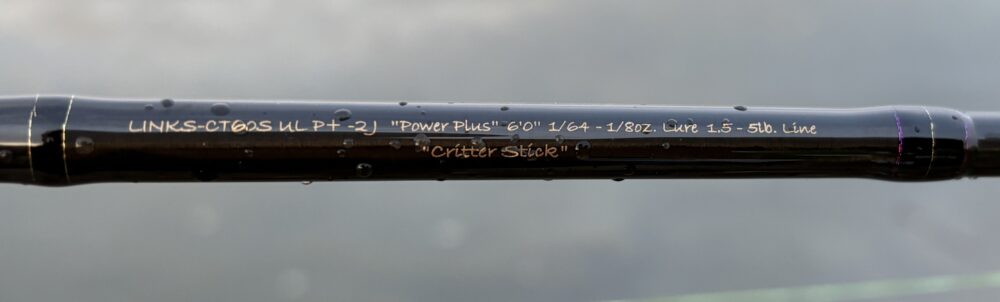 LINKS-CT60S UL P+ -2J "Power Plus" 6'0" 1/64 - 1/8oz. Lure 1.5 - 5lb. Line
"Critter Stick"